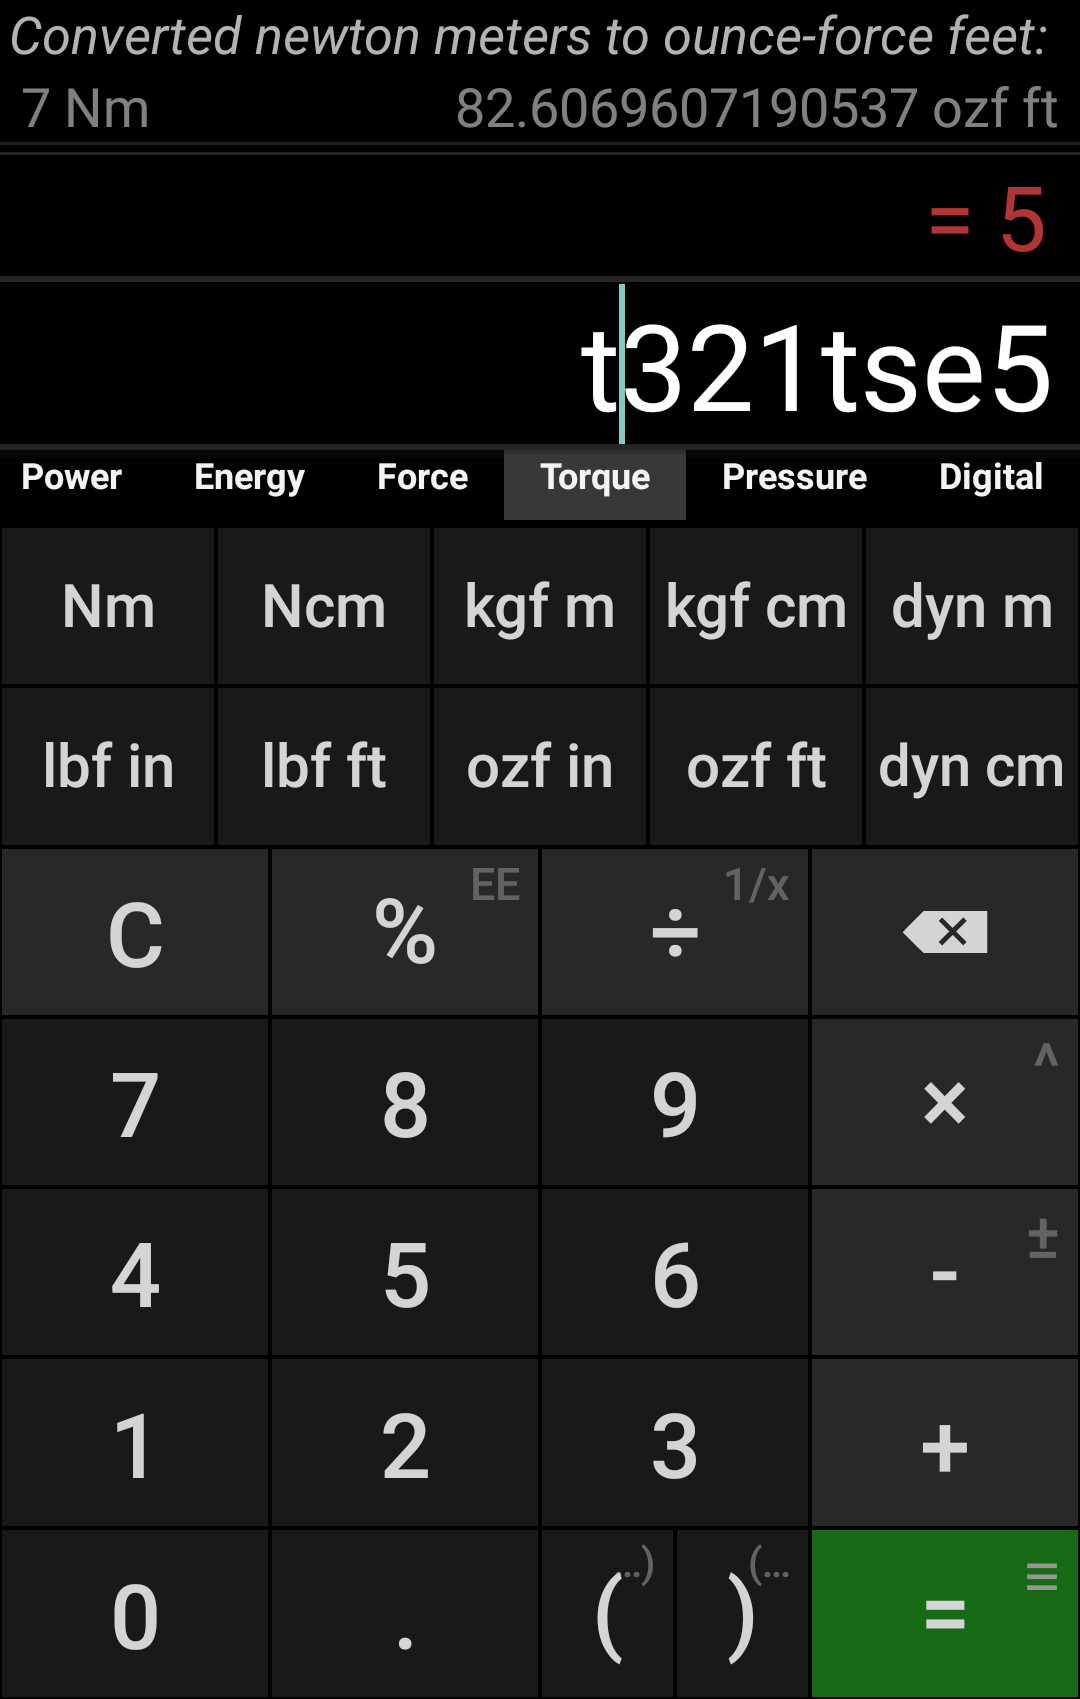 Converted newton meters to ounce-force feet:
7 Nm 82.6069607190537 ozf ft
= 5
t321tse5
Power Energy Force Torque Pressure Digital
Nm Ncm kgf m kgf cm dyn m
lbf in lbf ft ozf in ozf ft dyn cm
C % EE ÷ 1/x
7 8 9 × ^
4 5 6 - ±
1 2 3 +
0 . ( ..) ) (... = ≡